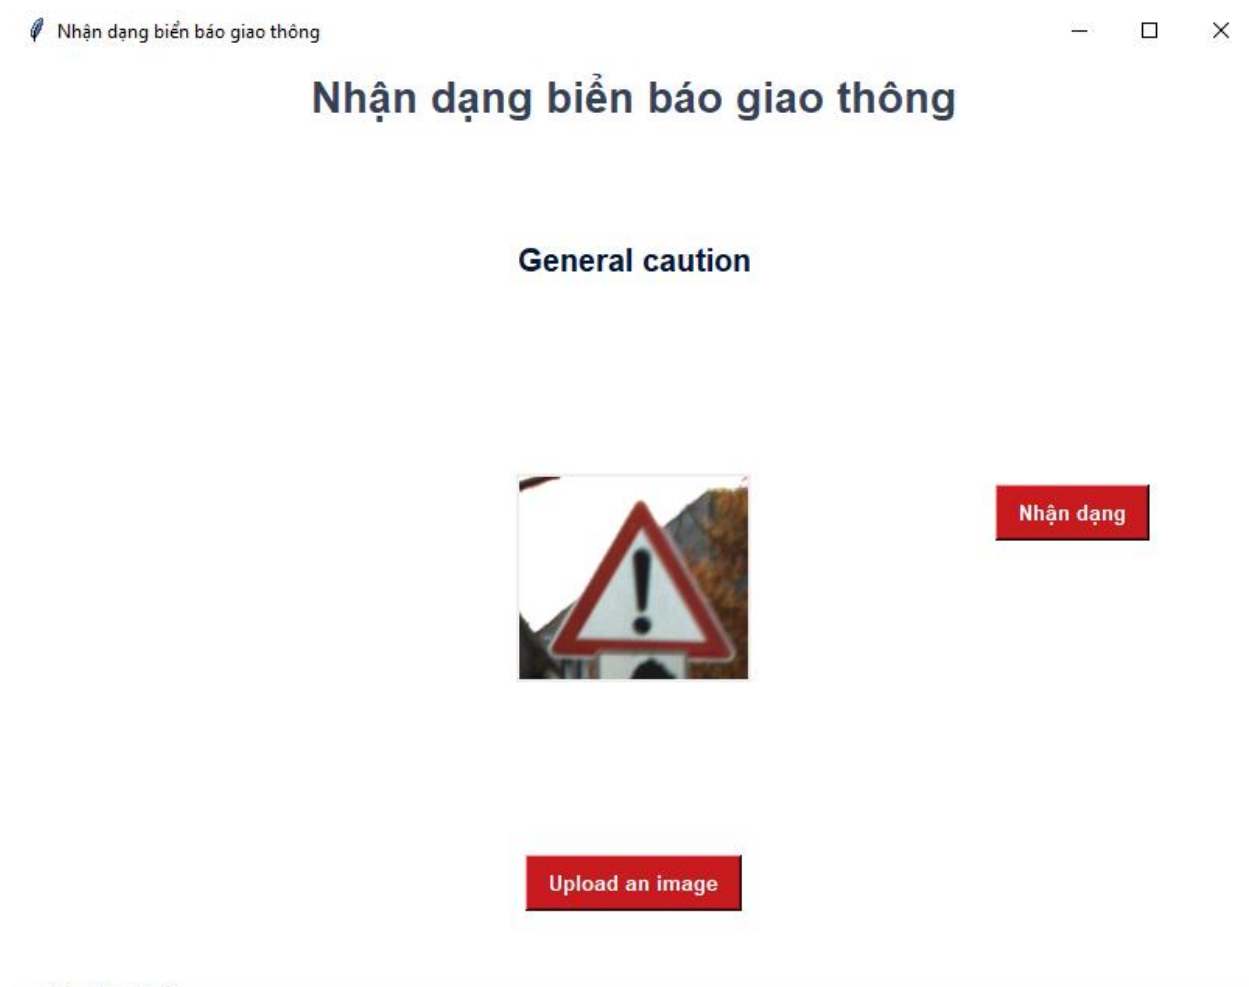 Nhận dạng biển báo giao thông
Nhận dạng biển báo giao thông
General caution
Nhận dạng
Upload an image